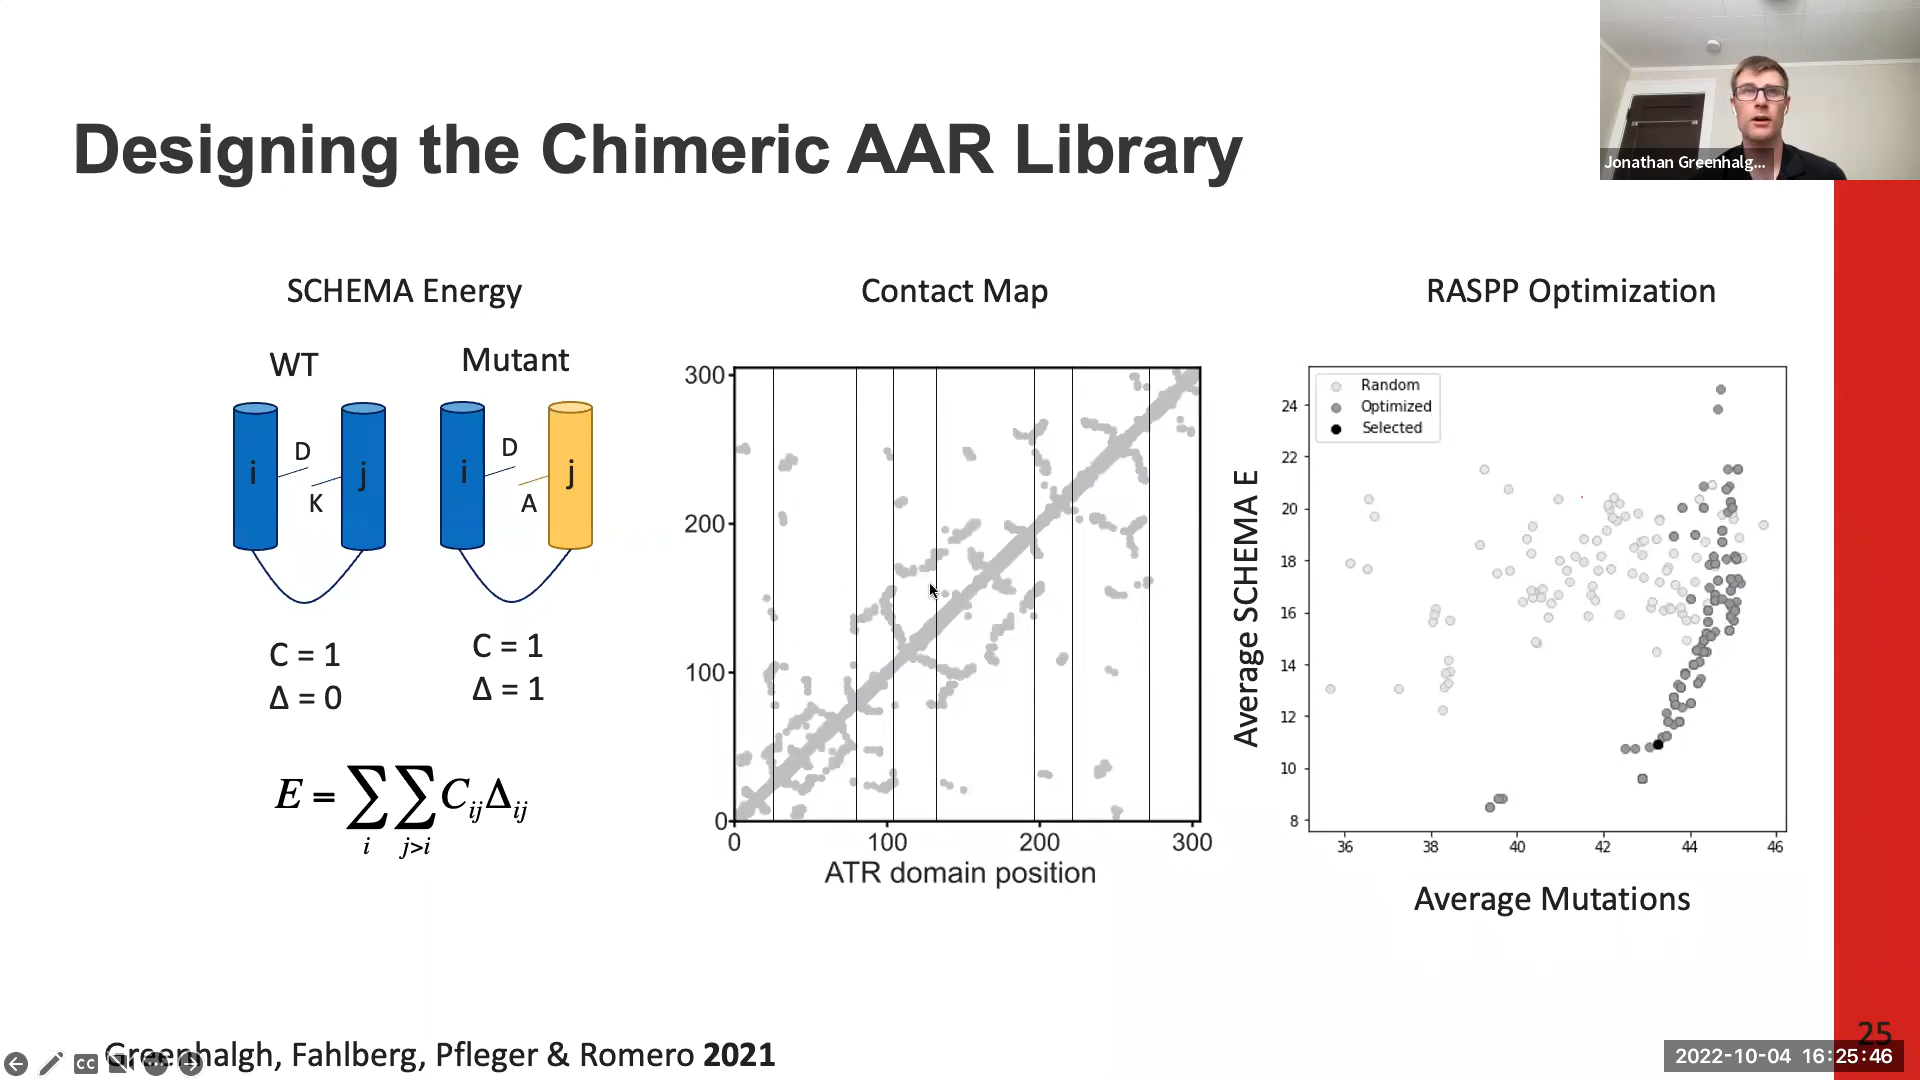 Designing the Chimeric AAR Library
Jonathan Greenhalg...
SCHEMA Energy
WT
Mutant
i
D
K
j
i
D
A
j
C = 1
Δ = 0
C = 1
Δ = 1
E = ∑ ∑ CijΔij
i j>i
Contact Map
300
200
100
0
0 100 200 300
ATR domain position
RASPP Optimization
Random
Optimized
Selected
Average SCHEMA E
24
22
20
18
16
14
12
10
8
36 38 40 42 44 46
Average Mutations
Greenhalgh, Fahlberg, Pfleger & Romero 2021
CC
25
2022-10-04 16:25:46